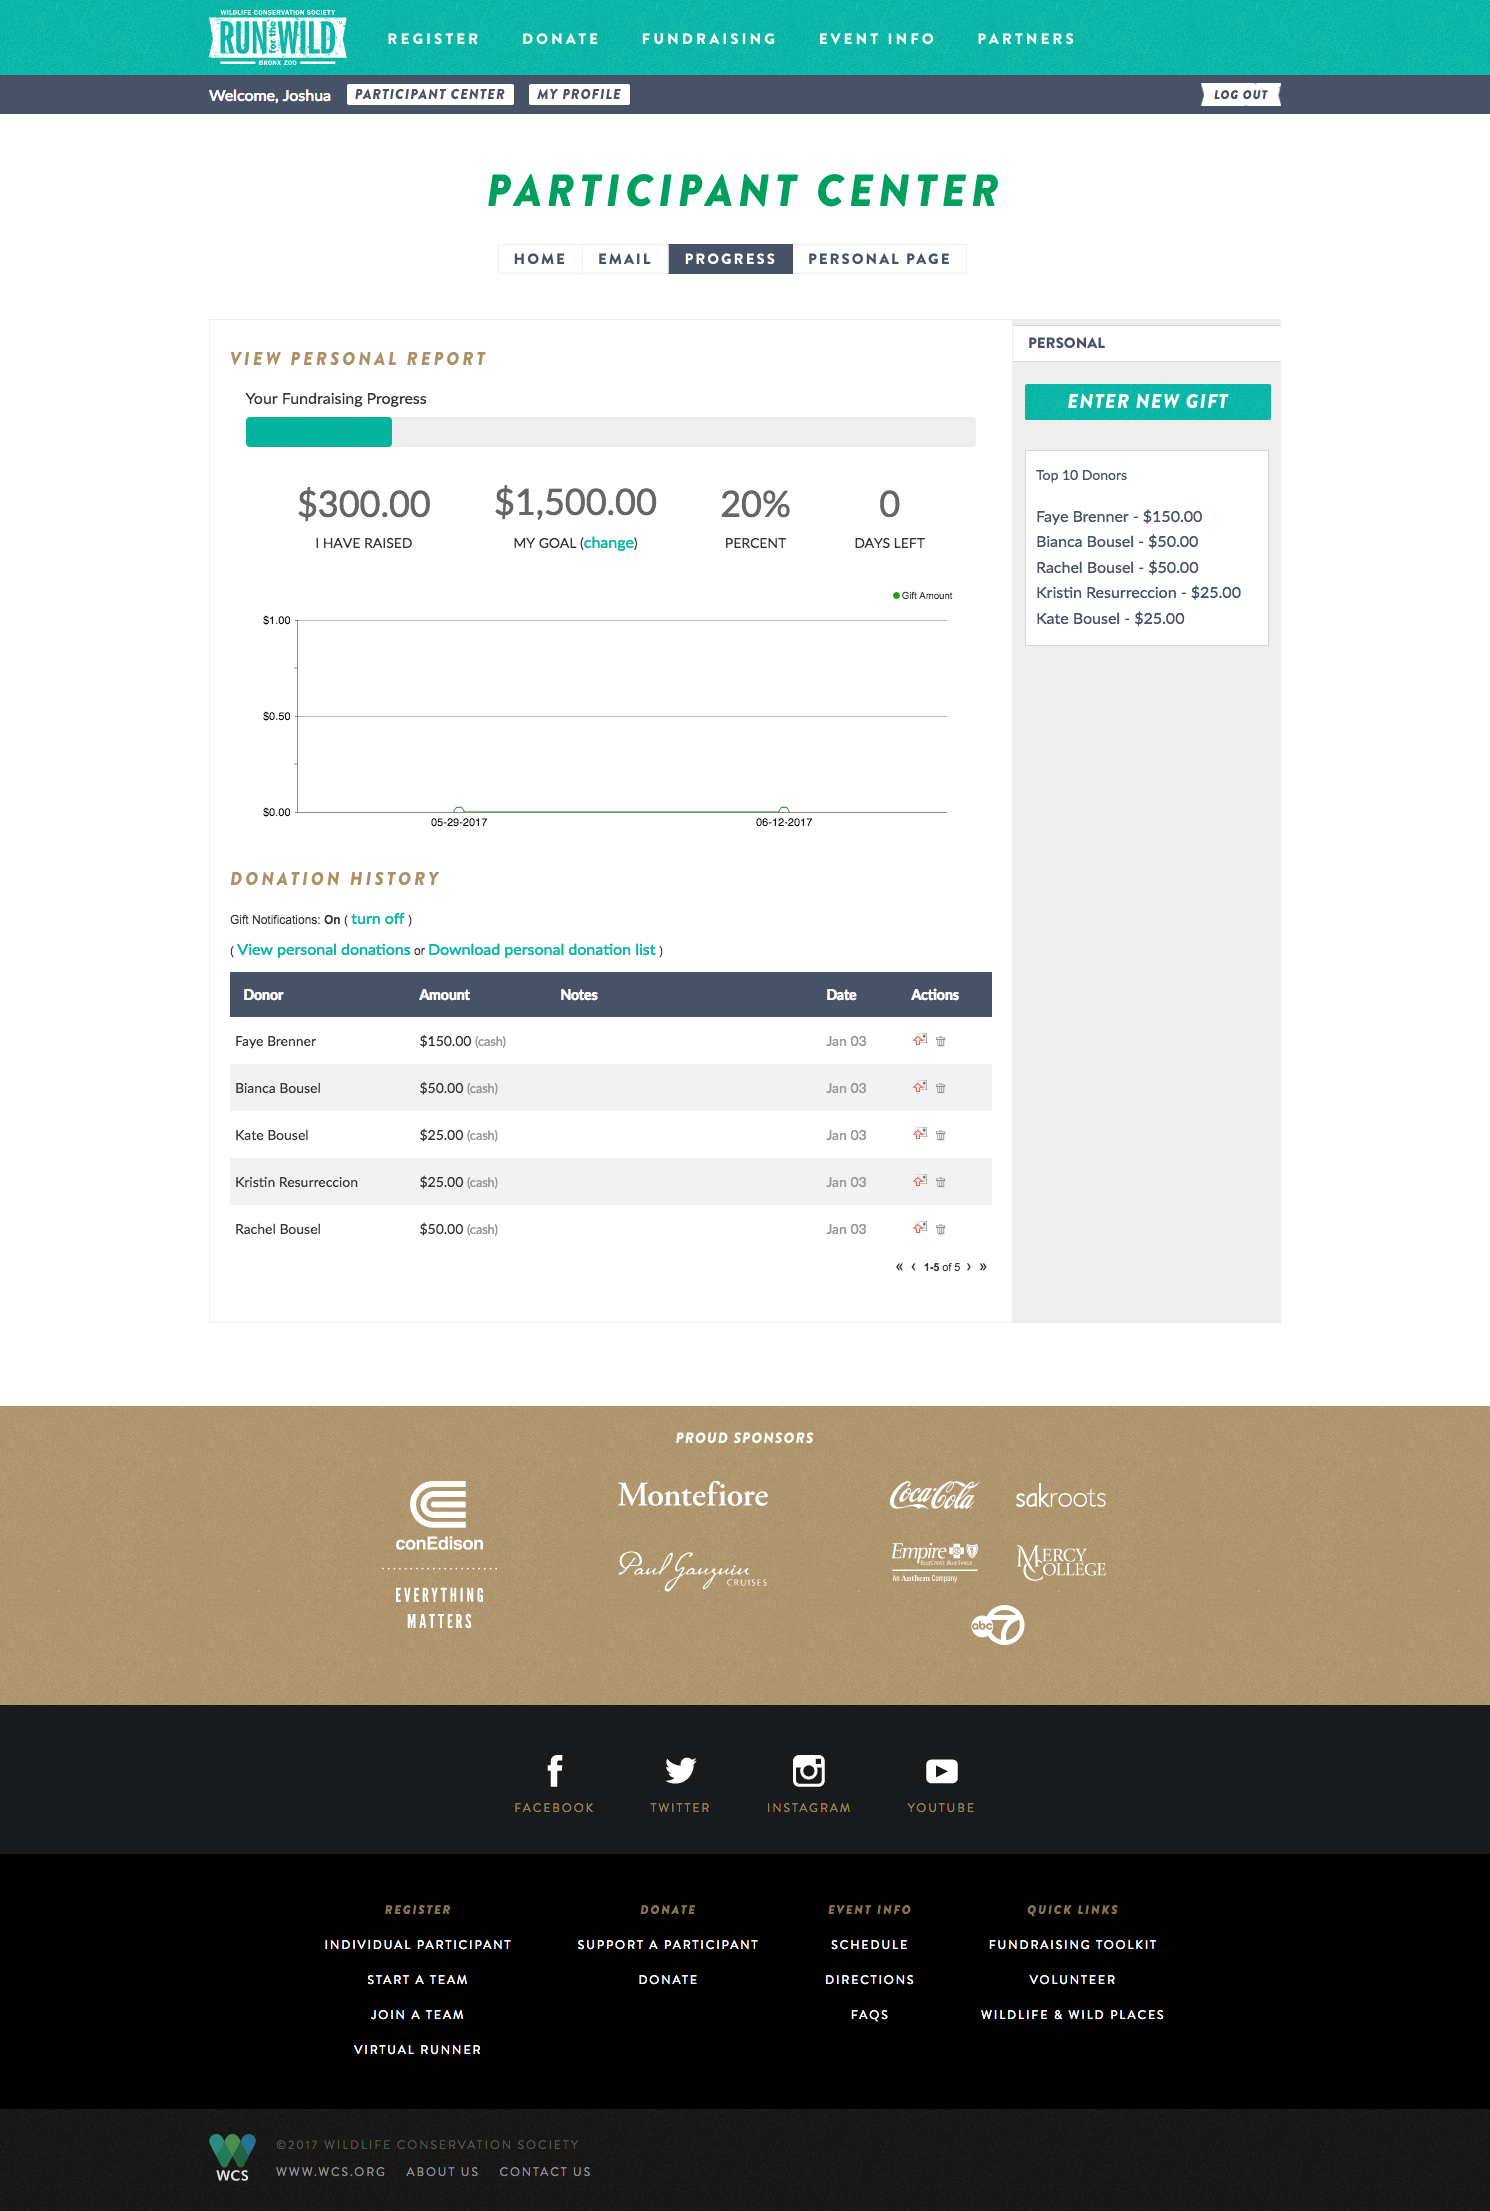 WILDLIFE CONSERVATION SOCIETY
RUN for the WILD
BRONX ZOO
REGISTER DONATE FUNDRAISING EVENT INFO PARTNERS
Welcome, Joshua PARTICIPANT CENTER MY PROFILE LOG OUT
PARTICIPANT CENTER
HOME EMAIL PROGRESS PERSONAL PAGE
VIEW PERSONAL REPORT
Your Fundraising Progress
$300.00 $1,500.00 20% 0
I HAVE RAISED MY GOAL (change) PERCENT DAYS LEFT
Gift Amount
$1.00
$0.50
$0.00
05-29-2017 06-12-2017
PERSONAL
ENTER NEW GIFT
Top 10 Donors
Faye Brenner - $150.00
Bianca Bousel - $50.00
Rachel Bousel - $50.00
Kristin Resurreccion - $25.00
Kate Bousel - $25.00
DONATION HISTORY
Gift Notifications: On ( turn off )
( View personal donations or Download personal donation list )
Donor Amount Notes Date Actions
Faye Brenner $150.00 (cash) Jan 03
Bianca Bousel $50.00 (cash) Jan 03
Kate Bousel $25.00 (cash) Jan 03
Kristin Resurreccion $25.00 (cash) Jan 03
Rachel Bousel $50.00 (cash) Jan 03
« ‹ 1-5 of 5 › »
PROUD SPONSORS
conEdison
EVERYTHING
MATTERS
Montefiore
Paul Gauguin
CRUISES
Coca-Cola
sakroots
Empire
BLUECROSS BLUESHIELD
An Anthem Company
MERCY
COLLEGE
abc 7
FACEBOOK TWITTER INSTAGRAM YOUTUBE
REGISTER
INDIVIDUAL PARTICIPANT
START A TEAM
JOIN A TEAM
VIRTUAL RUNNER
DONATE
SUPPORT A PARTICIPANT
DONATE
EVENT INFO
SCHEDULE
DIRECTIONS
FAQS
QUICK LINKS
FUNDRAISING TOOLKIT
VOLUNTEER
WILDLIFE & WILD PLACES
WCS
©2017 WILDLIFE CONSERVATION SOCIETY
WWW.WCS.ORG ABOUT US CONTACT US